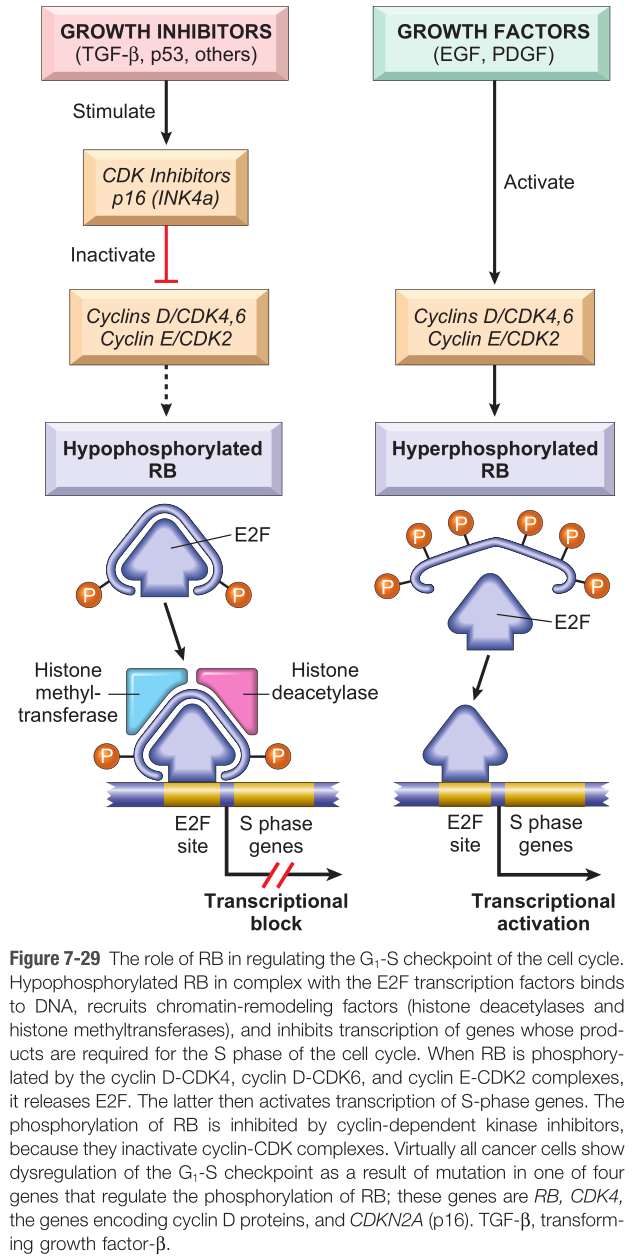 GROWTH INHIBITORS
(TGF-β, p53, others)
Stimulate
CDK Inhibitors
p16 (INK4a)
Inactivate
Cyclins D/CDK4,6
Cyclin E/CDK2
Hypophosphorylated
RB
E2F
P
P
Histone
methyl-
transferase
Histone
deacetylase
P
P
E2F
site
S phase
genes
Transcriptional
block
GROWTH FACTORS
(EGF, PDGF)
Activate
Cyclins D/CDK4,6
Cyclin E/CDK2
Hyperphosphorylated
RB
P
P
P
P
P
P
E2F
E2F
site
S phase
genes
Transcriptional
activation
Figure 7-29 The role of RB in regulating the G₁-S checkpoint of the cell cycle.
Hypophosphorylated RB in complex with the E2F transcription factors binds
to DNA, recruits chromatin-remodeling factors (histone deacetylases and
histone methyltransferases), and inhibits transcription of genes whose prod-
ucts are required for the S phase of the cell cycle. When RB is phosphory-
lated by the cyclin D-CDK4, cyclin D-CDK6, and cyclin E-CDK2 complexes,
it releases E2F. The latter then activates transcription of S-phase genes. The
phosphorylation of RB is inhibited by cyclin-dependent kinase inhibitors,
because they inactivate cyclin-CDK complexes. Virtually all cancer cells show
dysregulation of the G₁-S checkpoint as a result of mutation in one of four
genes that regulate the phosphorylation of RB; these genes are RB, CDK4,
the genes encoding cyclin D proteins, and CDKN2A (p16). TGF-β, transform-
ing growth factor-β.